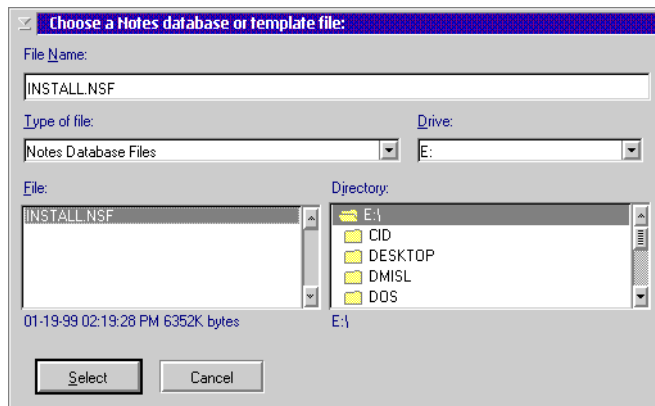 Choose a Notes database or template file:
File Name:
INSTALL.NSF
Type of file:
Drive:
Notes Database Files
E:
File:
Directory:
INSTALL.NSF
E:\
CID
DESKTOP
DMISL
DOS
01-19-99 02:19:28 PM 6352K bytes
E:\
Select
Cancel